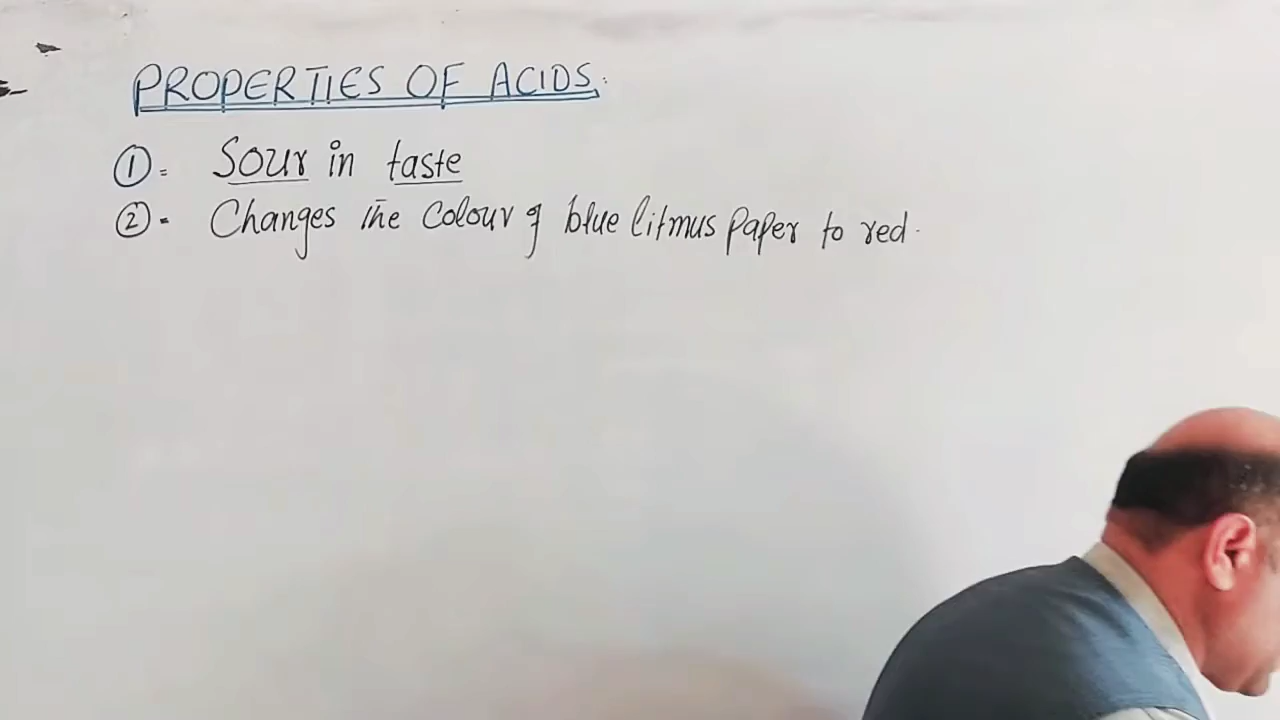 PROPERTIES OF ACIDS.
①= Sour in taste
②= Changes the Colour of blue litmus paper to red.